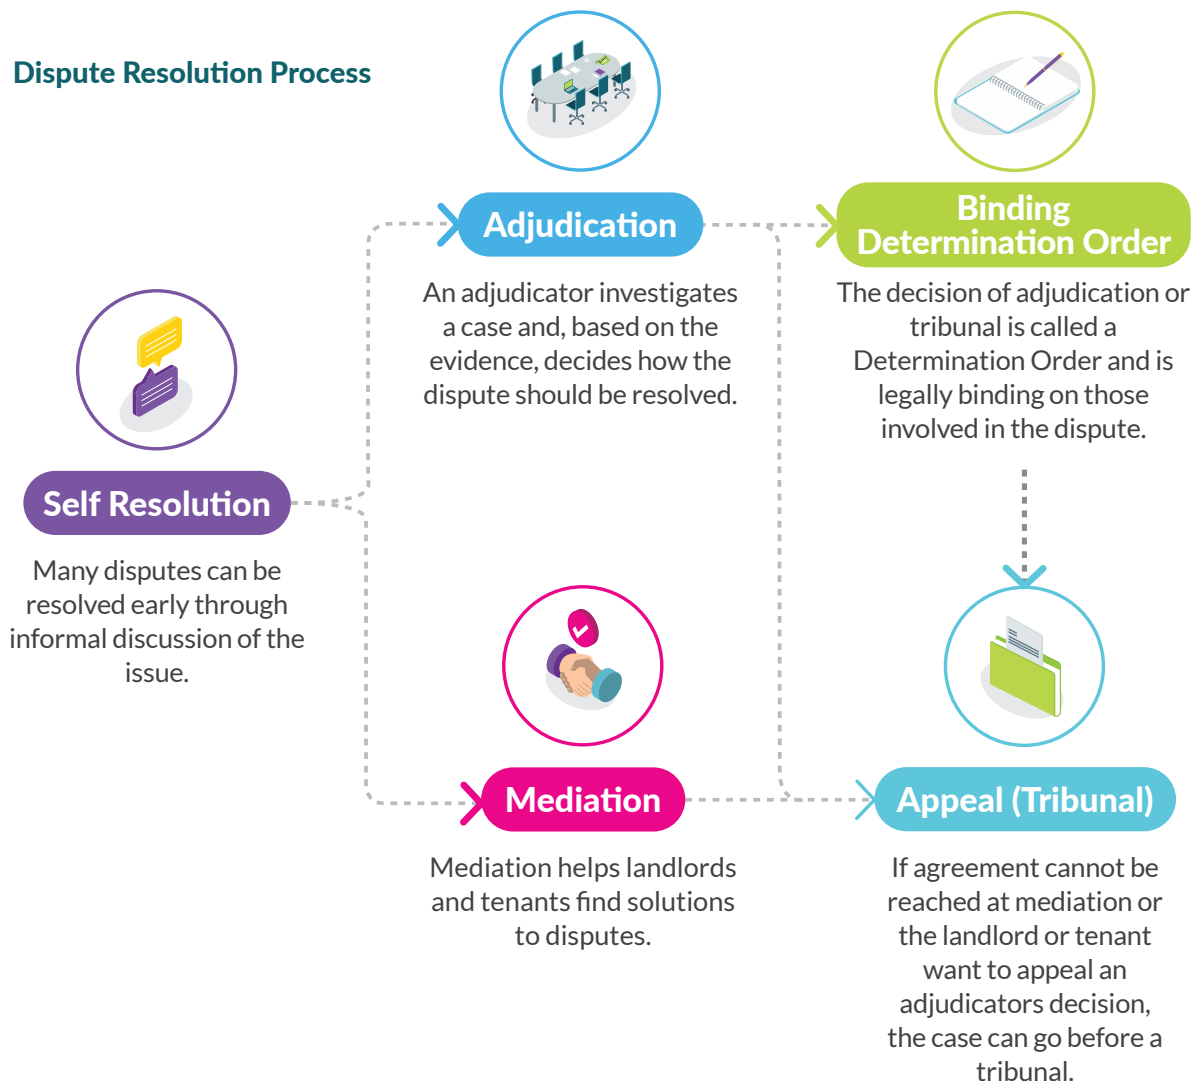 Dispute Resolution Process
Self Resolution
Many disputes can be
resolved early through
informal discussion of the
issue.
Adjudication
An adjudicator investigates
a case and, based on the
evidence, decides how the
dispute should be resolved.
Binding
Determination Order
The decision of adjudication or
tribunal is called a
Determination Order and is
legally binding on those
involved in the dispute.
Mediation
Mediation helps landlords
and tenants find solutions
to disputes.
Appeal (Tribunal)
If agreement cannot be
reached at mediation or
the landlord or tenant
want to appeal an
adjudicators decision,
the case can go before a
tribunal.